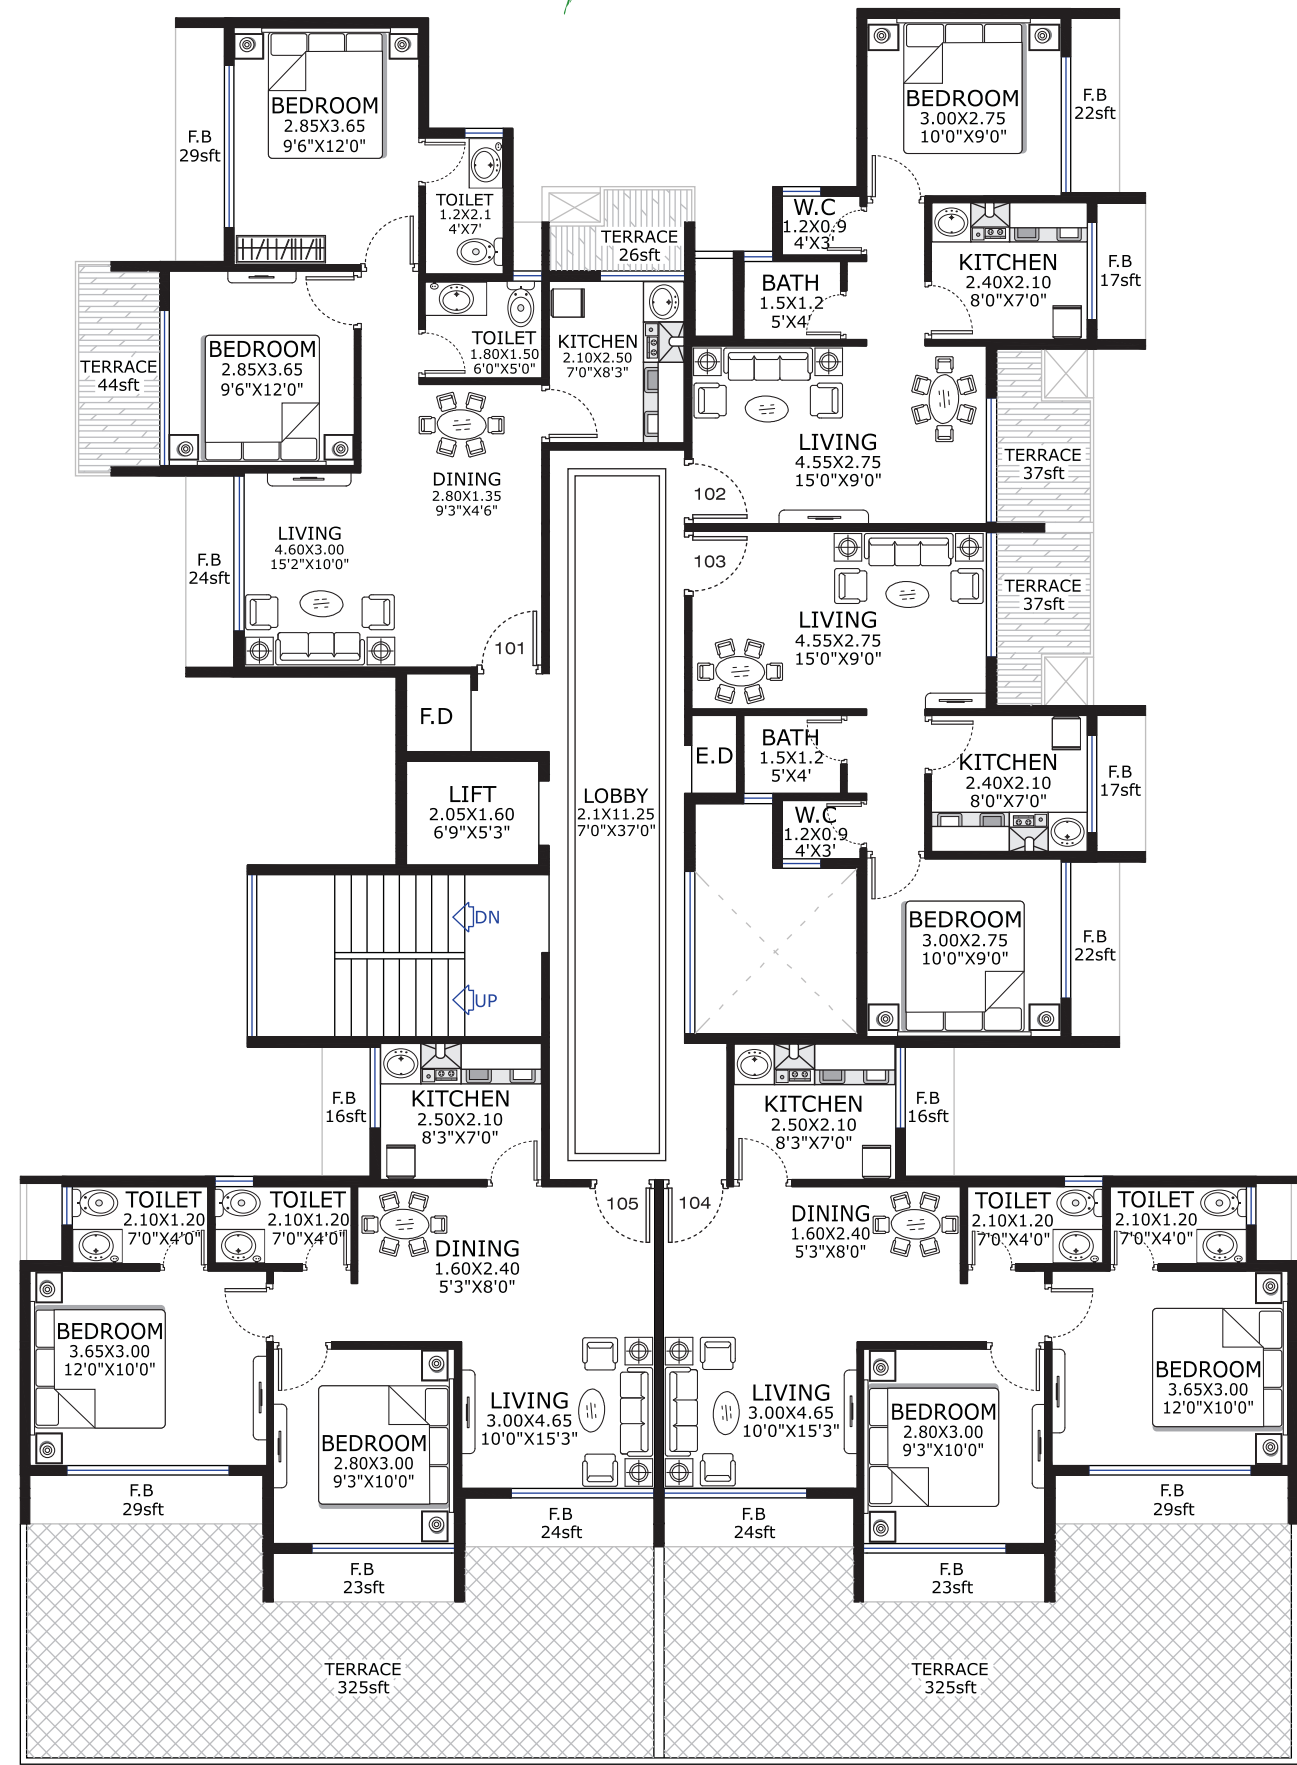 BEDROOM
2.85X3.65
9'6"X12'0"
F.B
29sft
TOILET
1.2X2.1
4'X7'
TERRACE
26sft
BEDROOM
3.00X2.75
10'0"X9'0"
F.B
22sft
W.C
1.2X0.9
4'X3'
BATH
1.5X1.2
5'X4'
KITCHEN
2.40X2.10
8'0"X7'0"
F.B
17sft
TERRACE
44sft
BEDROOM
2.85X3.65
9'6"X12'0"
TOILET
1.80X1.50
6'0"X5'0"
KITCHEN
2.10X2.50
7'0"X8'3"
DINING
2.80X1.35
9'3"X4'6"
LIVING
4.55X2.75
15'0"X9'0"
TERRACE
37sft
102
LIVING
4.60X3.00
15'2"X10'0"
F.B
24sft
101
103
LIVING
4.55X2.75
15'0"X9'0"
TERRACE
37sft
F.D
E.D
BATH
1.5X1.2
5'X4'
KITCHEN
2.40X2.10
8'0"X7'0"
F.B
17sft
LIFT
2.05X1.60
6'9"X5'3"
LOBBY
2.1X11.25
7'0"X37'0"
W.C
1.2X0.9
4'X3'
DN
UP
BEDROOM
3.00X2.75
10'0"X9'0"
F.B
22sft
F.B
16sft
KITCHEN
2.50X2.10
8'3"X7'0"
KITCHEN
2.50X2.10
8'3"X7'0"
F.B
16sft
TOILET
2.10X1.20
7'0"X4'0"
TOILET
2.10X1.20
7'0"X4'0"
105
104
DINING
1.60X2.40
5'3"X8'0"
DINING
1.60X2.40
5'3"X8'0"
TOILET
2.10X1.20
7'0"X4'0"
TOILET
2.10X1.20
7'0"X4'0"
BEDROOM
3.65X3.00
12'0"X10'0"
BEDROOM
2.80X3.00
9'3"X10'0"
LIVING
3.00X4.65
10'0"X15'3"
LIVING
3.00X4.65
10'0"X15'3"
BEDROOM
2.80X3.00
9'3"X10'0"
BEDROOM
3.65X3.00
12'0"X10'0"
F.B
29sft
F.B
24sft
F.B
24sft
F.B
29sft
F.B
23sft
F.B
23sft
TERRACE
325sft
TERRACE
325sft